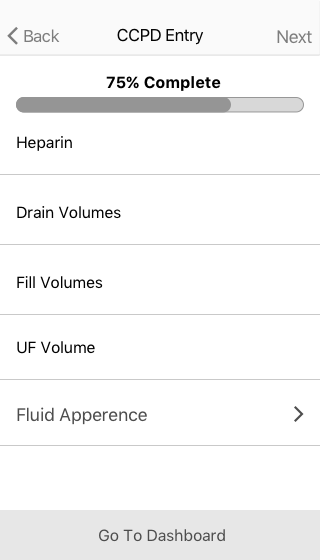 Back CCPD Entry Next
75% Complete
Heparin
Drain Volumes
Fill Volumes
UF Volume
Fluid Apperence
Go To Dashboard